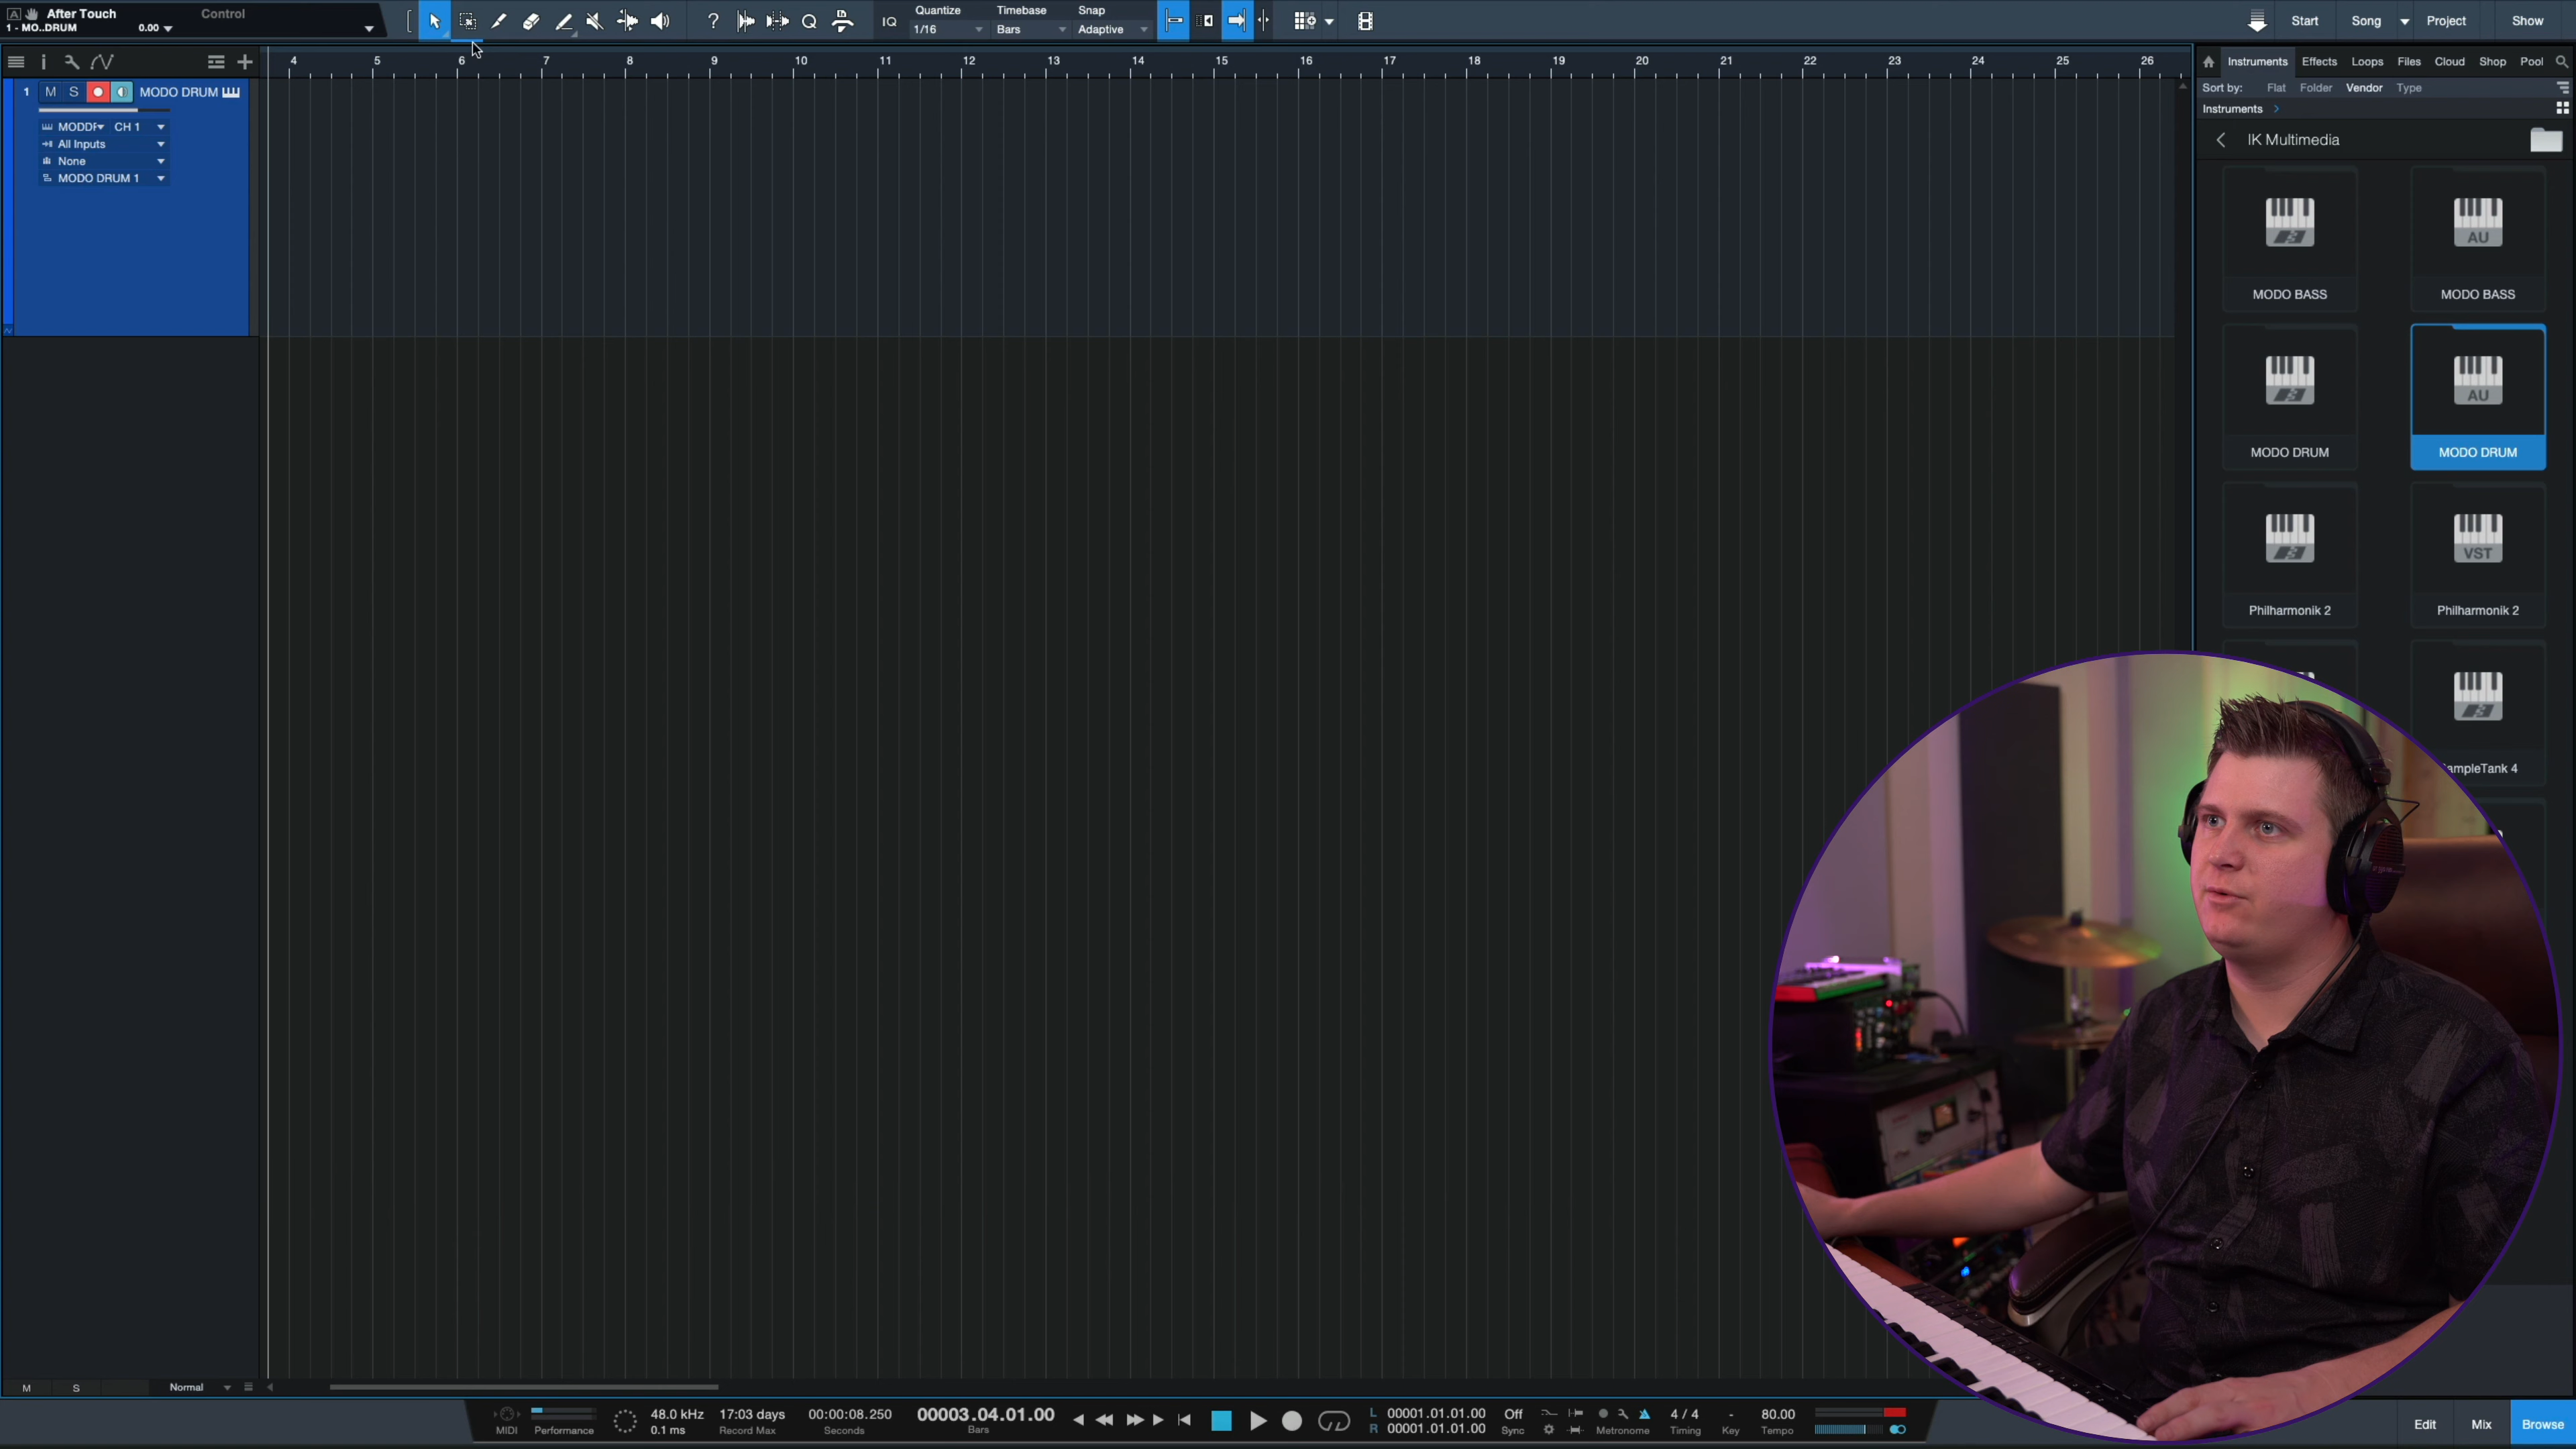 After Touch Control
1 - MO..DRUM 0.00
IQ
Quantize Timebase Snap
1/16 Bars Adaptive
Start Song Project Show
4 5 6 7 8 9 10 11 12 13 14 15 16 17 18 19 20 21 22 23 24 25 26
1 M S MODO DRUM
CH 1
All Inputs
None
MODO DRUM 1
Instruments Effects Loops Files Cloud Shop Pool
Sort by: Flat Folder Vendor Type
Instruments
IK Multimedia
AU
MODO BASS MODO BASS
AU
MODO DRUM MODO DRUM
VST
Philharmonik 2 Philharmonik 2
ampleTank 4
M S Normal
MIDI Performance
48.0 kHz 17:03 days 00:00:08.250 00003.04.01.00
0.1 ms Record Max Seconds Bars
L 00001.01.01.00 Off 4 / 4 - 80.00
R 00001.01.01.00 Sync Metronome Timing Key Tempo
Edit Mix Browse